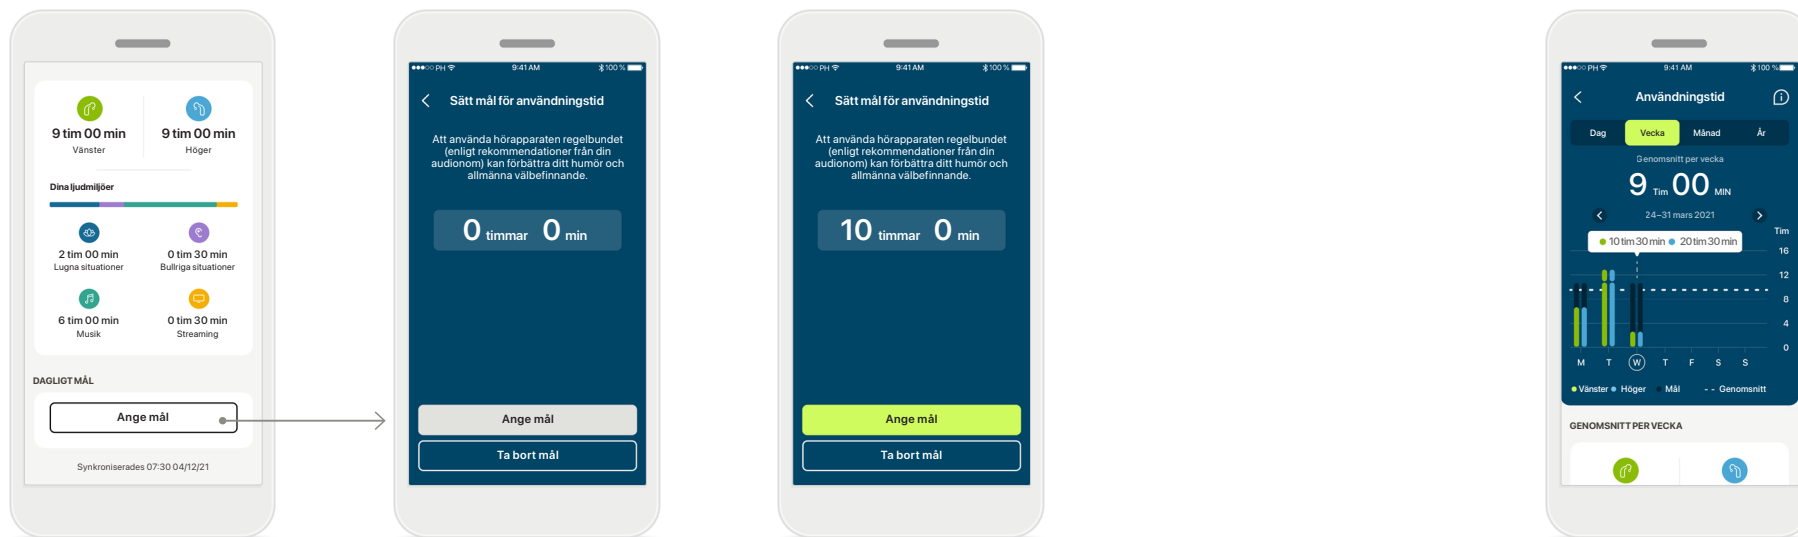 9 tim 00 min
Vänster
9 tim 00 min
Höger
Dina ljudmiljöer
2 tim 00 min
Lugna situationer
0 tim 30 min
Bullriga situationer
6 tim 00 min
Musik
0 tim 30 min
Streaming
DAGLIGT MÅL
Ange mål
Synkroniserades 07:30 04/12/21
PH 9:41 AM 100 %
Sätt mål för användningstid
Att använda hörapparaten regelbundet
(enligt rekommendationer från din
audionom) kan förbättra ditt humör och
allmänna välbefinnande.
0 timmar 0 min
Ange mål
Ta bort mål
PH 9:41 AM 100 %
Sätt mål för användningstid
Att använda hörapparaten regelbundet
(enligt rekommendationer från din
audionom) kan förbättra ditt humör och
allmänna välbefinnande.
10 timmar 0 min
Ange mål
Ta bort mål
PH 9:41 AM 100 %
Användningstid
Dag Vecka Månad År
Genomsnitt per vecka
9 Tim 00 MIN
24–31 mars 2021
Tim
10 tim 30 min 20 tim 30 min
16
12
8
4
0
M T W T F S S
Vänster Höger Mål - - Genomsnitt
GENOMSNITT PER VECKA